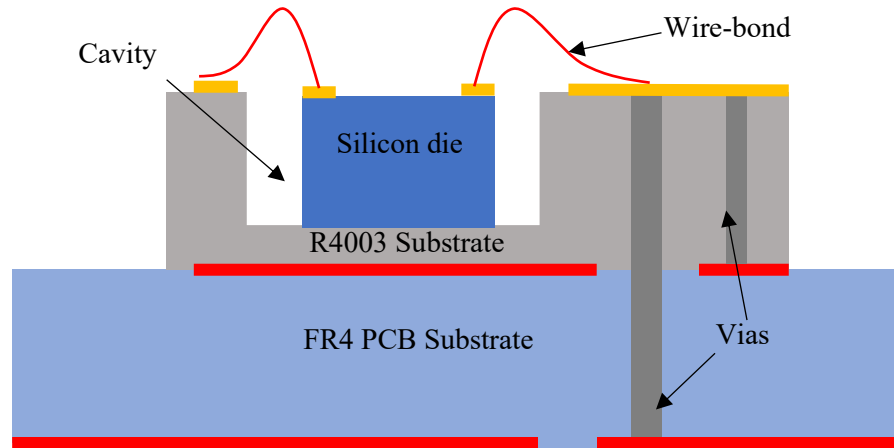 Wire-bond
Cavity
Silicon die
R4003 Substrate
FR4 PCB Substrate
Vias